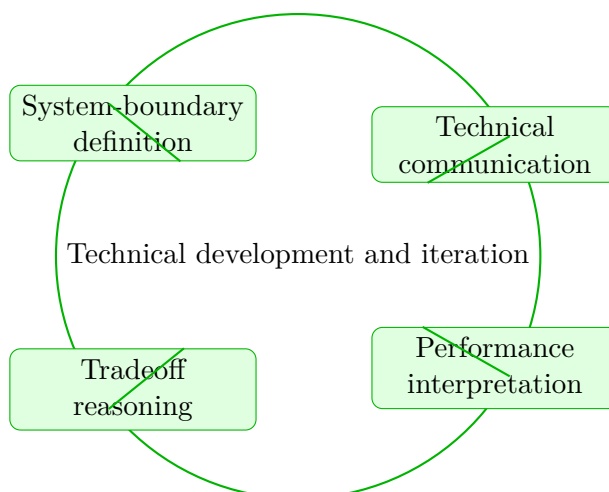 System-boundary
definition
Technical
communication
Technical development and iteration
Tradeoff
reasoning
Performance
interpretation